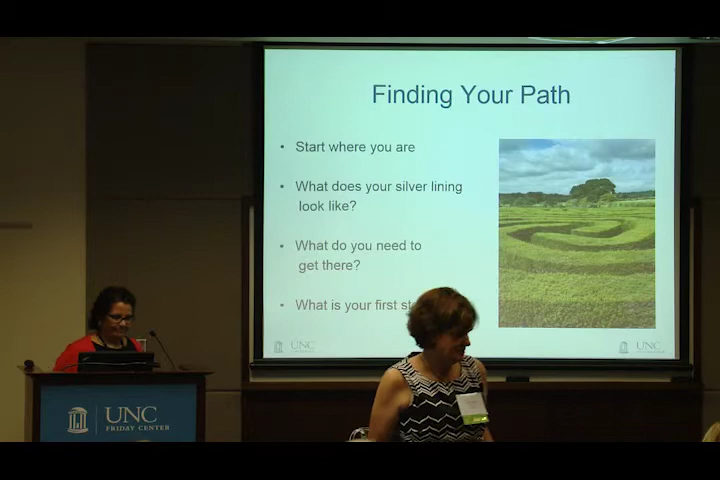 Finding Your Path
• Start where you are
• What does your silver lining
look like?
• What do you need to
get there?
• What is your first
UNC
UNC
UNC
FRIDAY CENTER